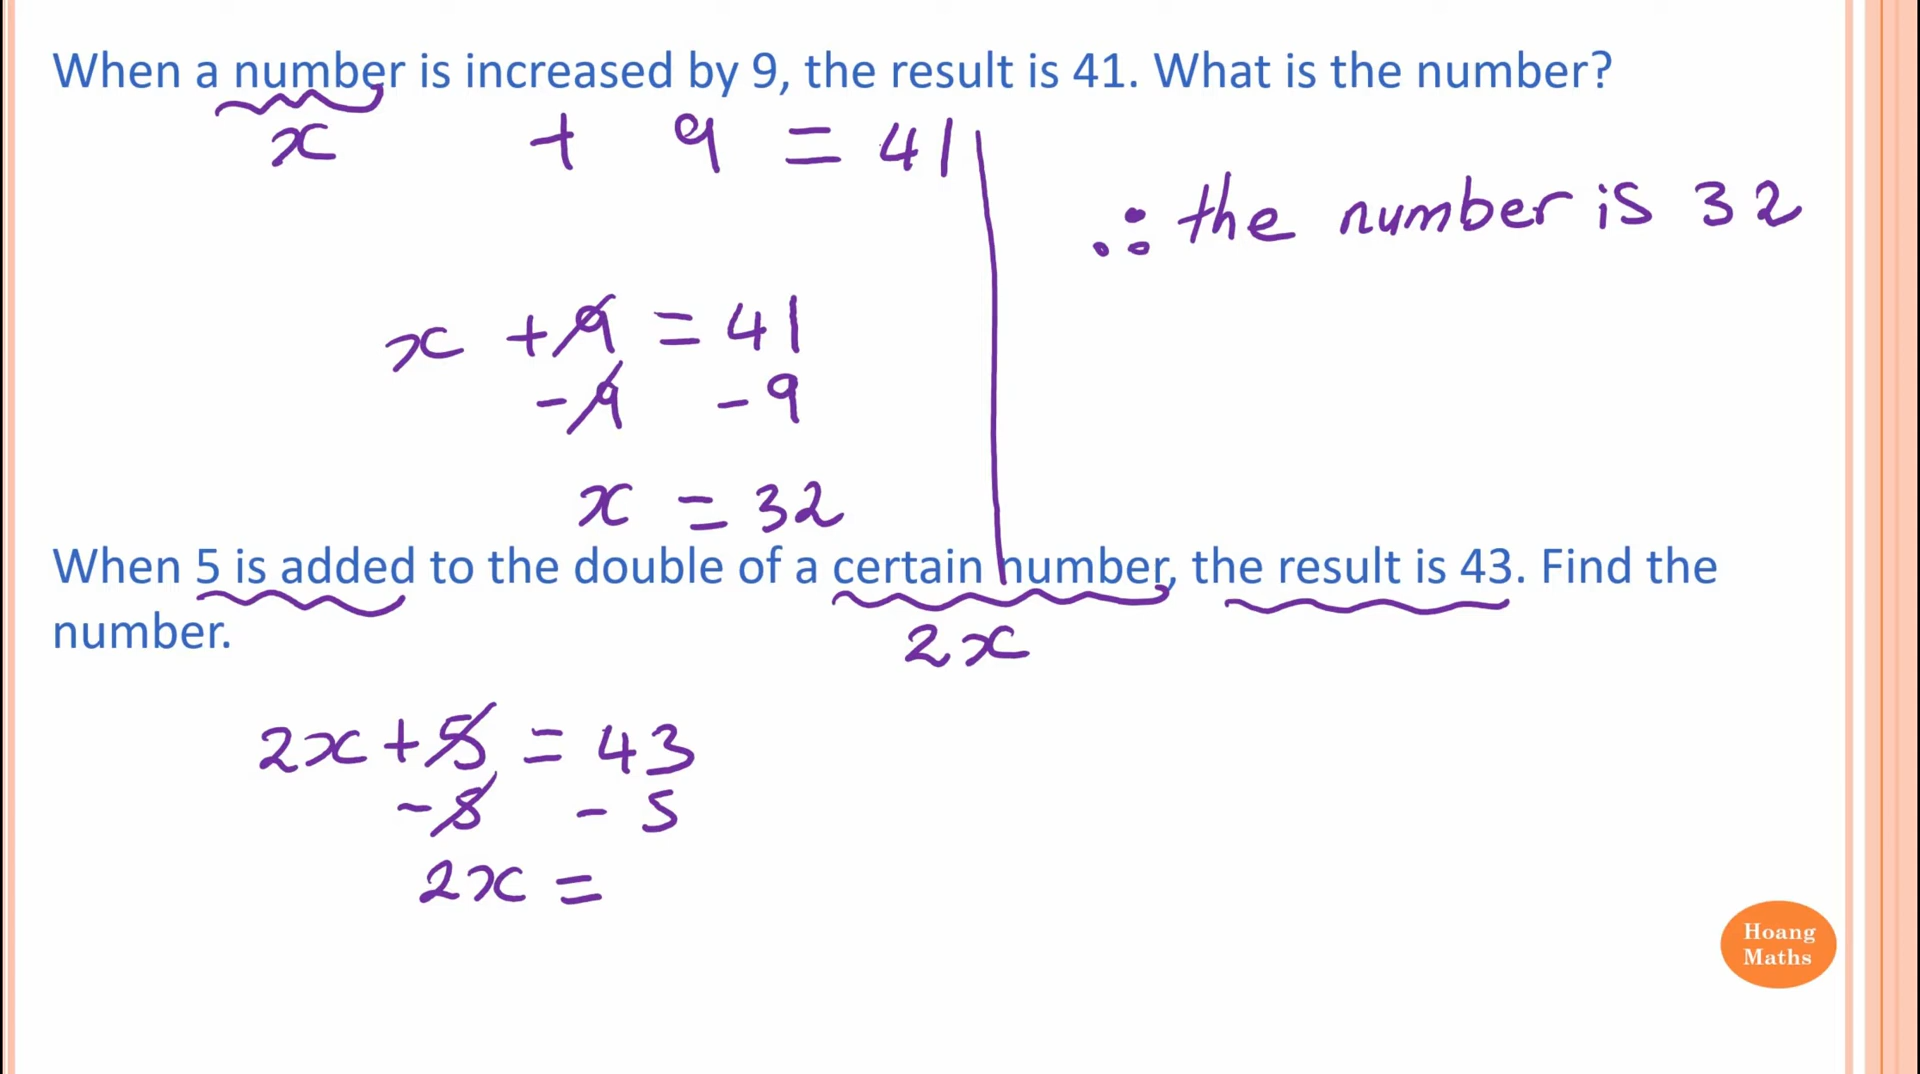 When a number is increased by 9, the result is 41. What is the number?
x + 9 = 41
∴ the number is 32
x + 9 = 41
- 9 - 9
x = 32
When 5 is added to the double of a certain number, the result is 43. Find the
number.
2x
2x + 5 = 43
- 5 - 5
2x =
Hoang
Maths